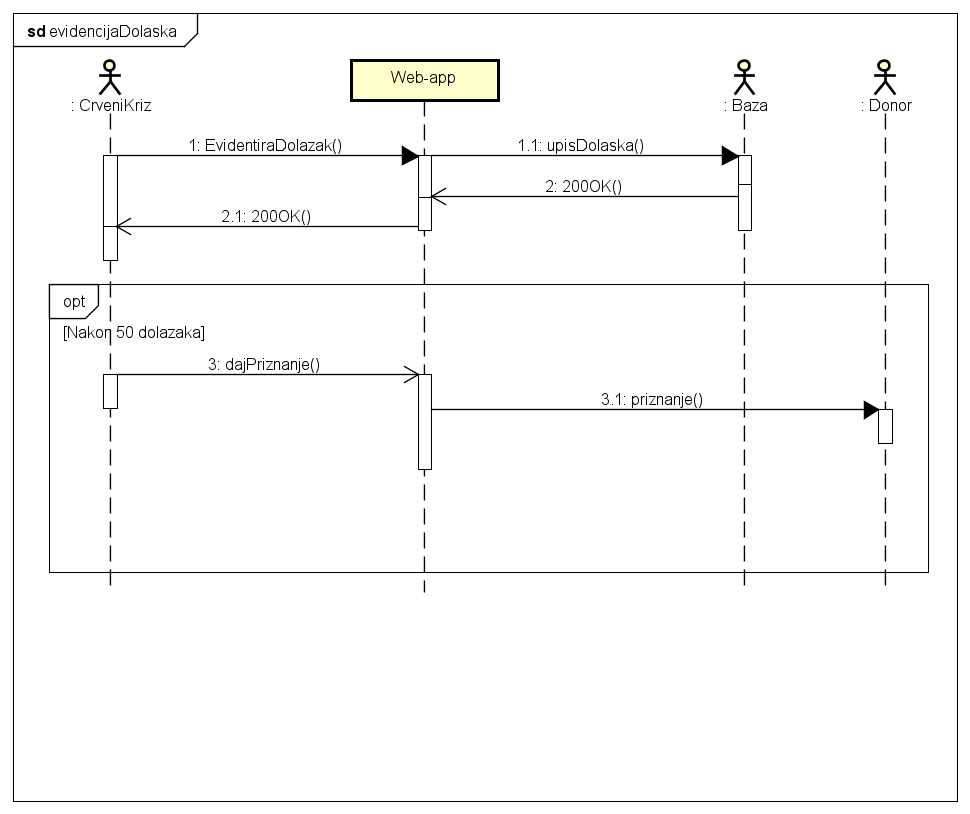 sd evidencijaDolaska
: CrveniKriz
Web-app
: Baza
: Donor
1: EvidentiraDolazak()
1.1: upisDolaska()
2: 200OK()
2.1: 200OK()
opt
[Nakon 50 dolazaka]
3: dajPriznanje()
3.1: priznanje()